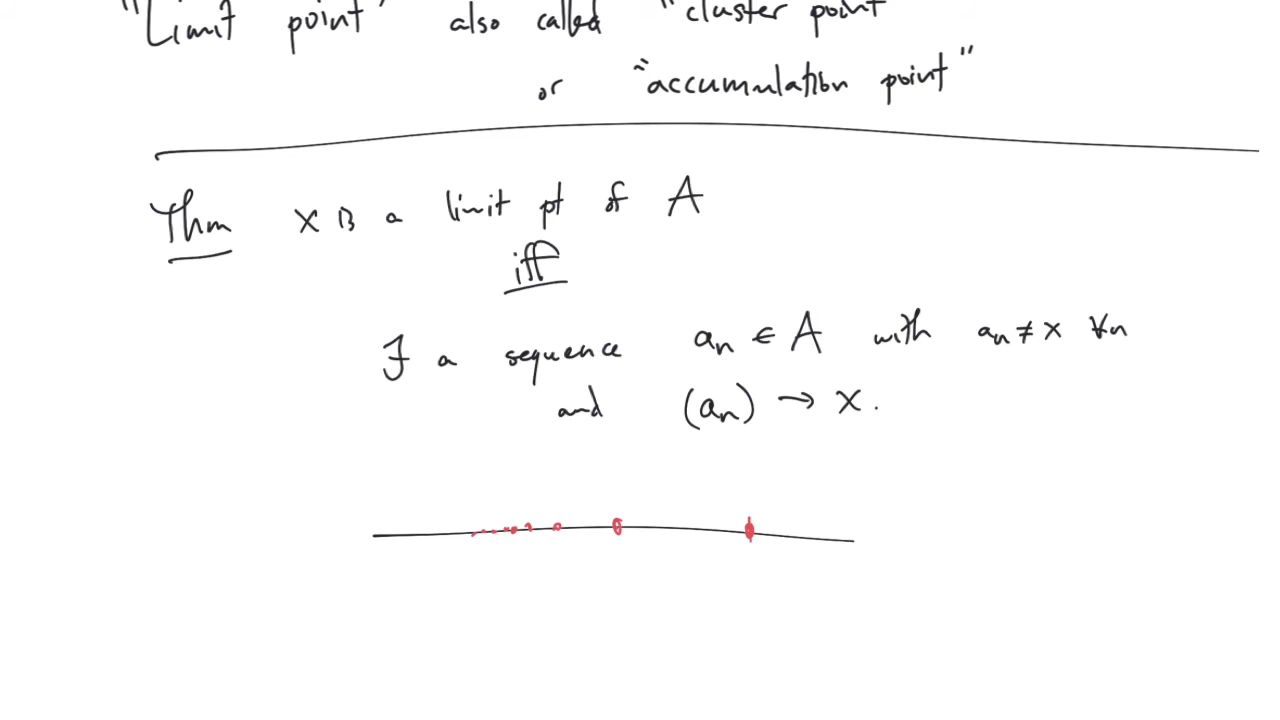 "Limit point" also called "cluster point
or "accumulation point"
Thm x is a limit pt of A
iff
∃ a sequence aₙ ∈ A with aₙ ≠ x ∀n
and (aₙ) → x.